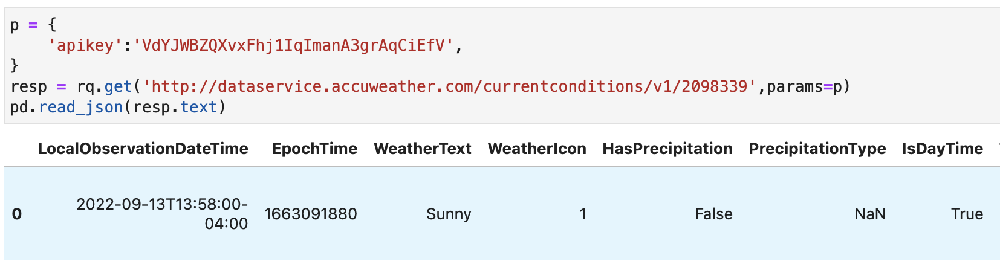 p = {
    'apikey':'VdYJWBZQXvxFhj1IqImanA3grAqCiEfV',
}
resp = rq.get('http://dataservice.accuweather.com/currentconditions/v1/2098339',params=p)
pd.read_json(resp.text)
LocalObservationDateTime EpochTime WeatherText WeatherIcon HasPrecipitation PrecipitationType IsDayTime
0 2022-09-13T13:58:00-04:00 1663091880 Sunny 1 False NaN True